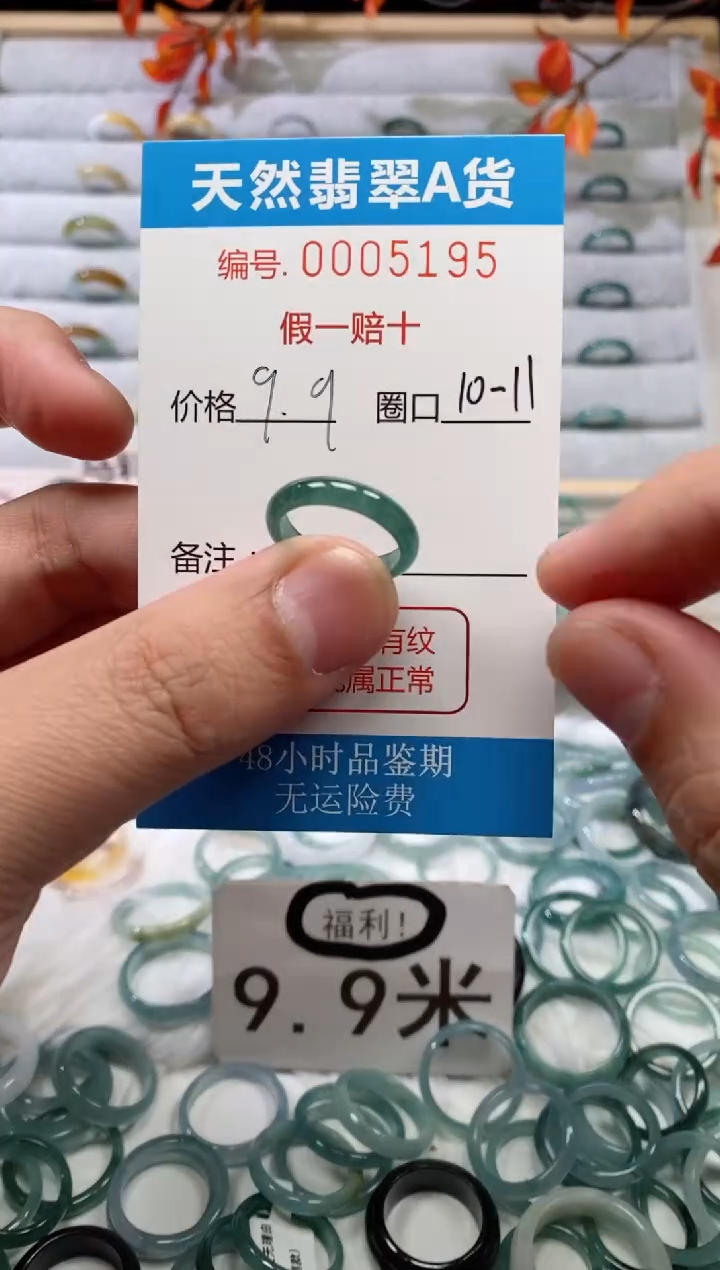 天然翡翠A货
编号.0005195
假一赔十
价格 9.9 圈口 10-11
备注:
有纹
属正常
48小时品鉴期
无运险费
福利!
9.9米